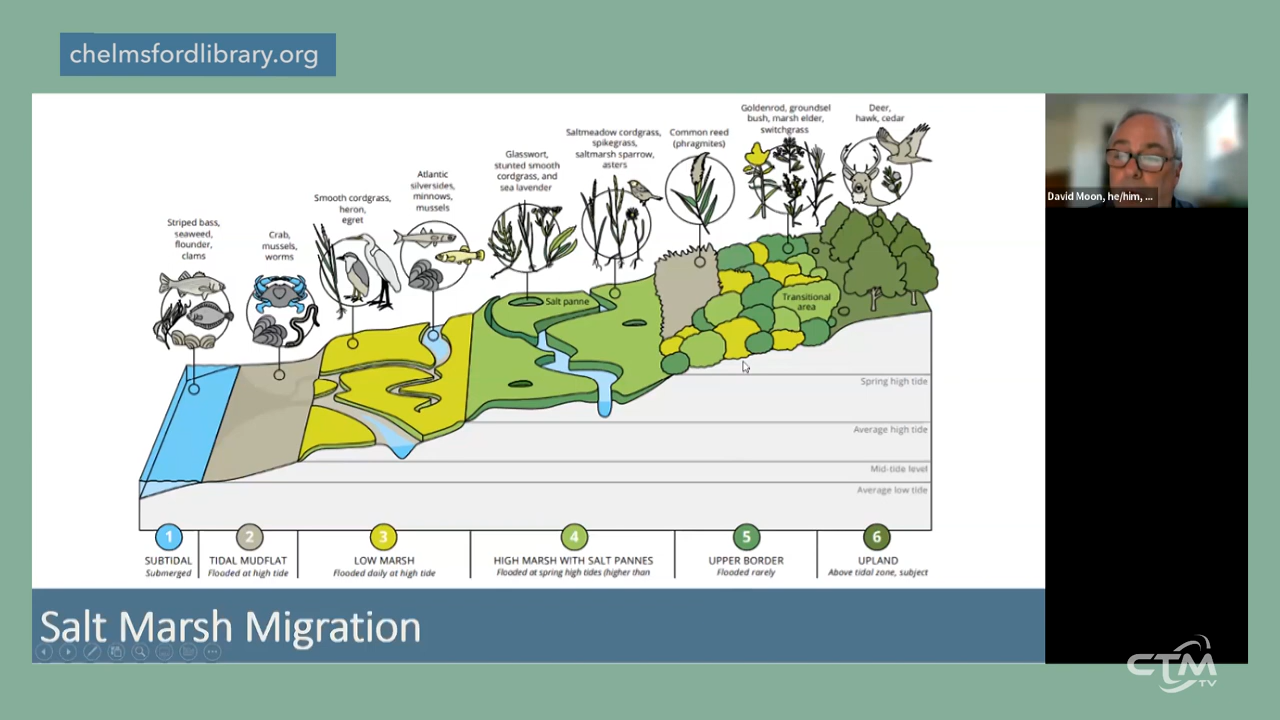 chelmsfordlibrary.org
Goldenrod, groundsel
bush, marsh elder,
switchgrass
Deer,
hawk, cedar
Saltmeadow cordgrass,
spikegrass,
saltmarsh sparrow,
asters
Common reed
(phragmites)
Glasswort,
stunted smooth
cordgrass, and
sea lavender
Atlantic
silversides,
minnows,
mussels
Smooth cordgrass,
heron,
egret
Striped bass,
seaweed,
flounder,
clams
Crab,
mussels,
worms
David Moon, he/him, ...
Salt panne
Transitional
area
Spring high tide
Average high tide
Mid-tide level
Average low tide
1
2
3
4
5
6
SUBTIDAL
Submerged
TIDAL MUDFLAT
Flooded at high tide
LOW MARSH
Flooded daily at high tide
HIGH MARSH WITH SALT PANNES
Flooded at spring high tides (higher than
UPPER BORDER
Flooded rarely
UPLAND
Above tidal zone, subject
Salt Marsh Migration
CTM
TV